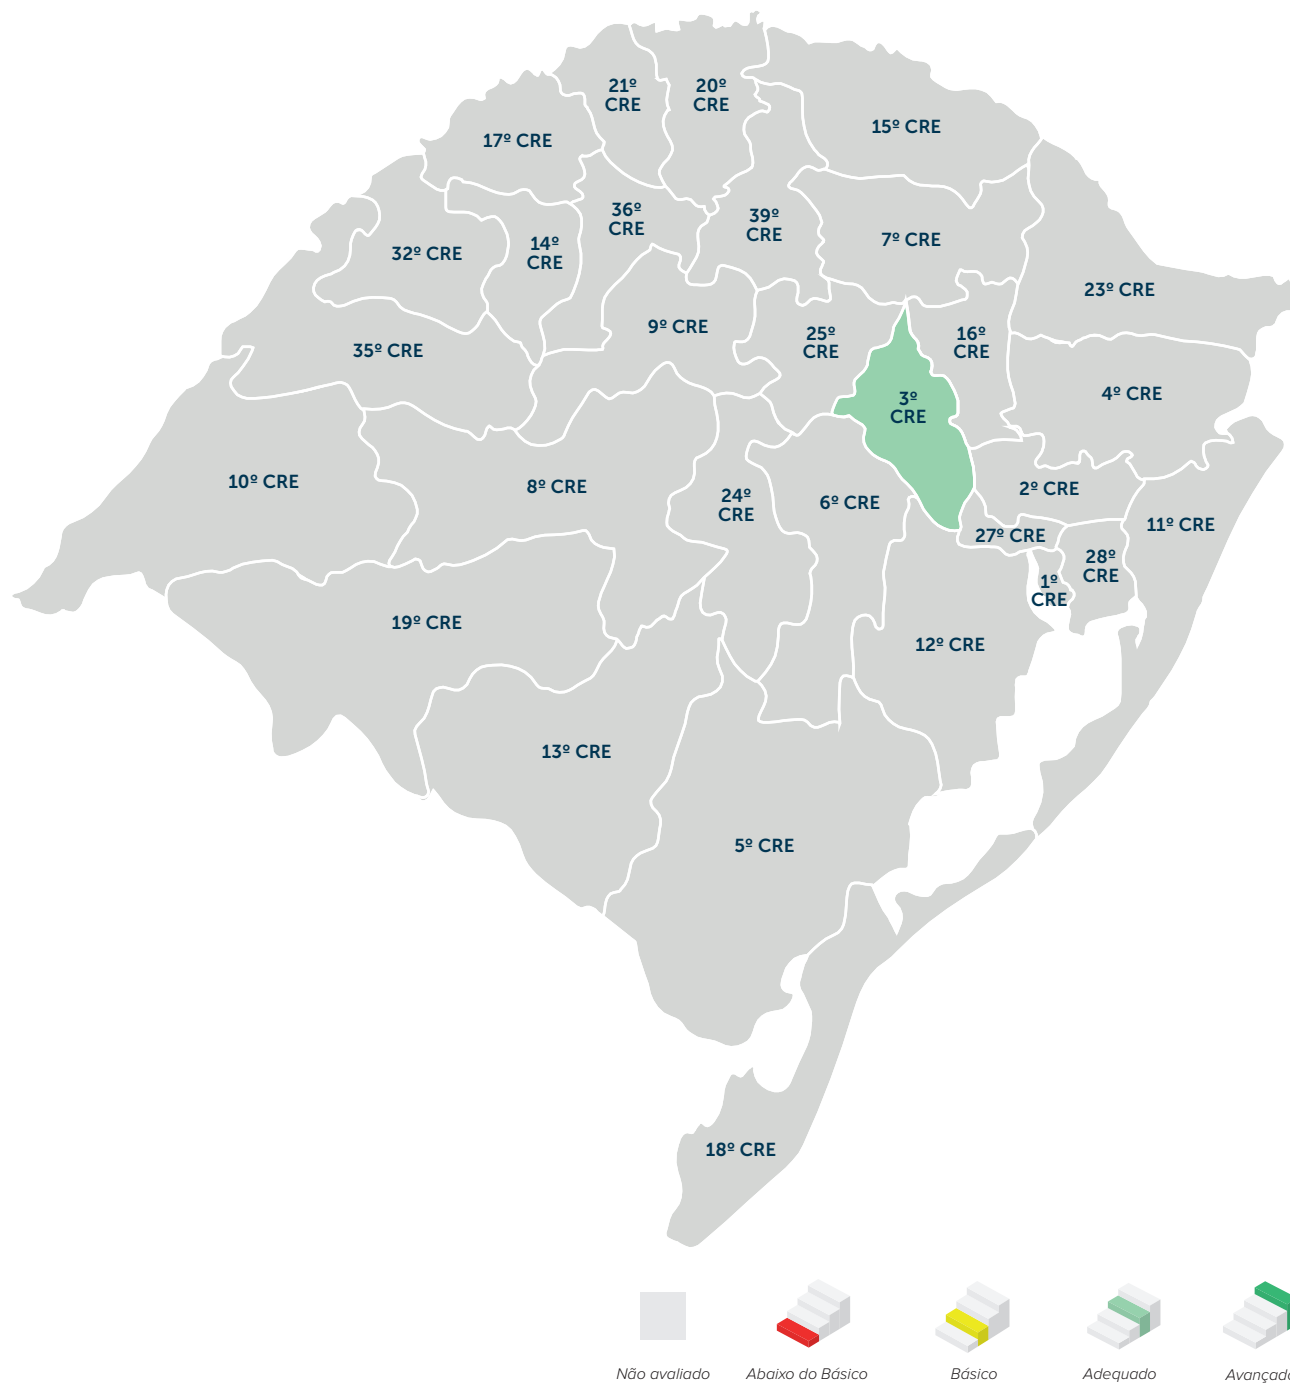 21º
CRE
20º
CRE
15º CRE
17º CRE
36º
CRE
39º
CRE
7º CRE
14º
CRE
32º CRE
23º CRE
9º CRE
25º
CRE
16º
CRE
35º CRE
4º CRE
3º
CRE
10º CRE
8º CRE
24º
CRE
6º CRE
2º CRE
11º CRE
27º CRE
28º
CRE
1º
CRE
19º CRE
12º CRE
13º CRE
5º CRE
18º CRE
Não avaliado
Abaixo do Básico
Básico
Adequado
Avançado